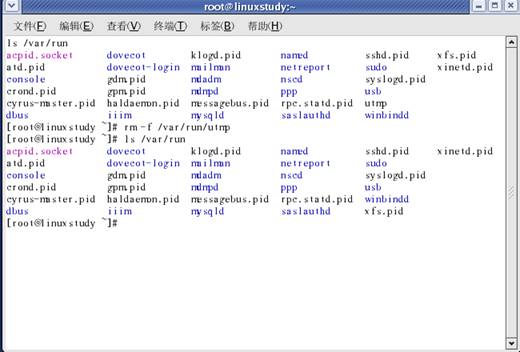 root@linuxstudy:~
文件(F) 编辑(E) 查看(V) 终端(T) 标签(B) 帮助(H)
ls /var/run
acpid.socket dovecot klogd.pid named sshd.pid xfs.pid
atd.pid dovecot-login mailman netreport sudo xinetd.pid
console gdm.pid mdadm nscd syslogd.pid
crond.pid gpm.pid mdmpd ppp usb
cyrus-master.pid haldaemon.pid messagebus.pid rpc.statd.pid utmp
dbus iiim mysqld saslauthd winbindd
[root@linuxstudy ~]# rm -f /var/run/utmp
[root@linuxstudy ~]# ls /var/run
acpid.socket dovecot klogd.pid named sshd.pid xinetd.pid
atd.pid dovecot-login mailman netreport sudo
console gdm.pid mdadm nscd syslogd.pid
crond.pid gpm.pid mdmpd ppp usb
cyrus-master.pid haldaemon.pid messagebus.pid rpc.statd.pid winbindd
dbus iiim mysqld saslauthd xfs.pid
[root@linuxstudy ~]#